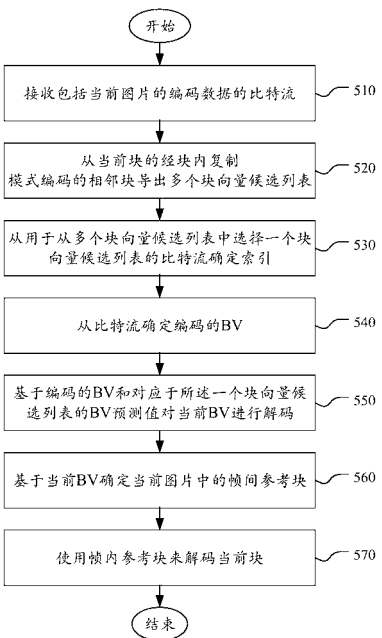 开始
接收包括当前图片的编码数据的比特流
510
从当前块的经块内复制
模式编码的相邻块导出多个块向量候选列表
520
从用于从多个块向量候选列表中选择一个块
向量候选列表的比特流确定索引
530
从比特流确定编码的BV
540
基于编码的BV和对应于所述一个块向量候
选列表的BV预测值对当前BV进行解码
550
基于当前BV确定当前图片中的帧间参考块
560
使用帧内参考块来解码当前块
570
结束